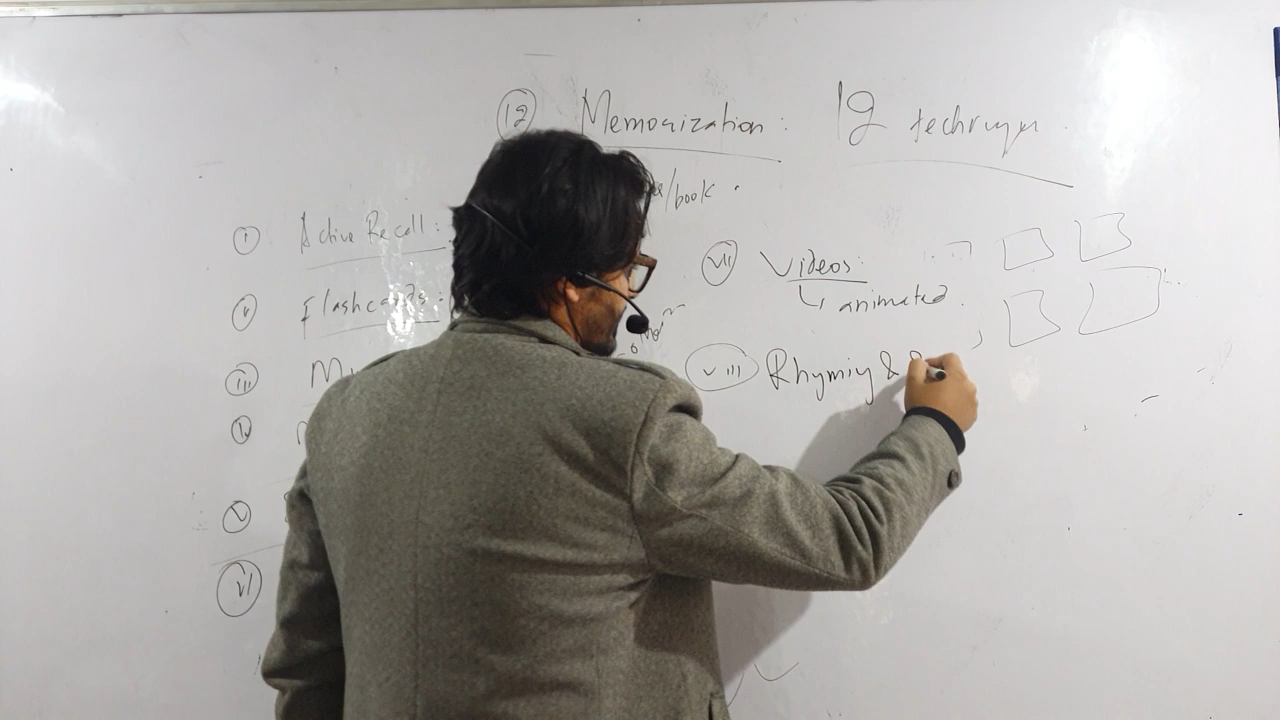 12 Memorization: 12 techniques.
/book.
i Active Recall:
ii Flashcards:
iii
iv
v
vi
vii Videos:
↳ animated.
viii Rhyming &